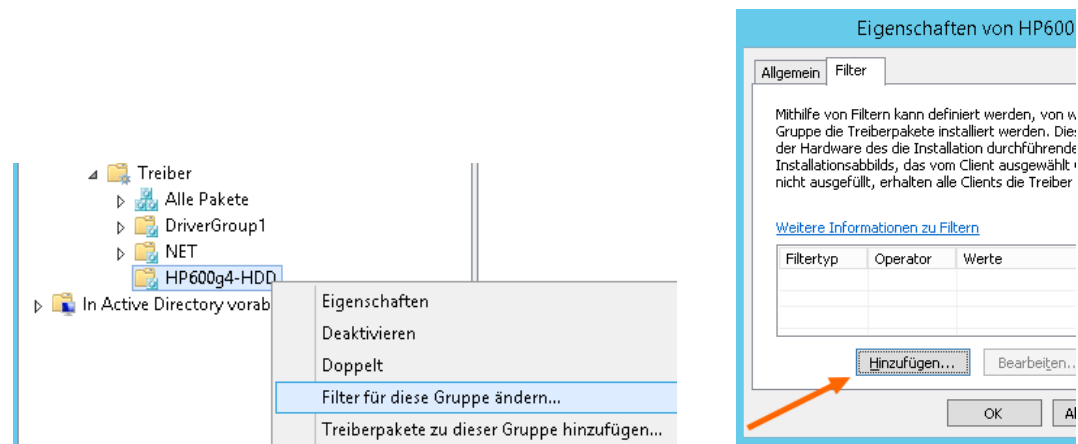 Treiber
Alle Pakete
DriverGroup1
NET
HP600g4-HDD
In Active Directory vorab
Eigenschaften
Deaktivieren
Doppelt
Filter für diese Gruppe ändern...
Treiberpakete zu dieser Gruppe hinzufügen...
Eigenschaften von HP600
Allgemein Filter
Mithilfe von Filtern kann definiert werden, von w
Gruppe die Treiberpakete installiert werden. Dies
der Hardware des die Installation durchführende
Installationsabbilds, das vom Client ausgewählt
nicht ausgefüllt, erhalten alle Clients die Treiber
Weitere Informationen zu Filtern
Filtertyp Operator Werte
Hinzufügen... Bearbeiten...
OK